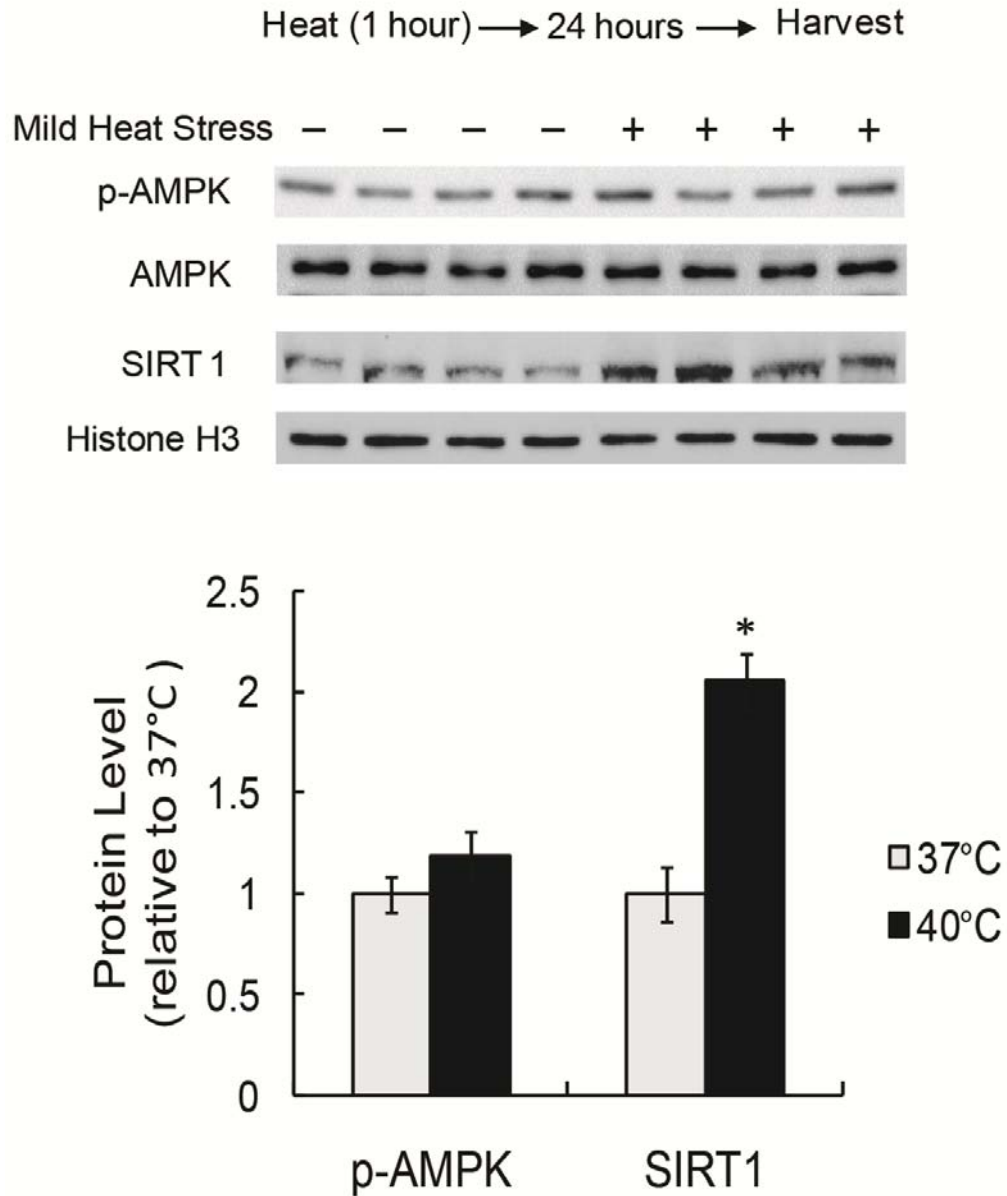 Heat (1 hour) → 24 hours → Harvest
Mild Heat Stress – – – – + + + +
p-AMPK
AMPK
SIRT 1
Histone H3
2.5
2
1.5
1
0.5
0
Protein Level
(relative to 37°C )
*
37°C
40°C
p-AMPK SIRT1